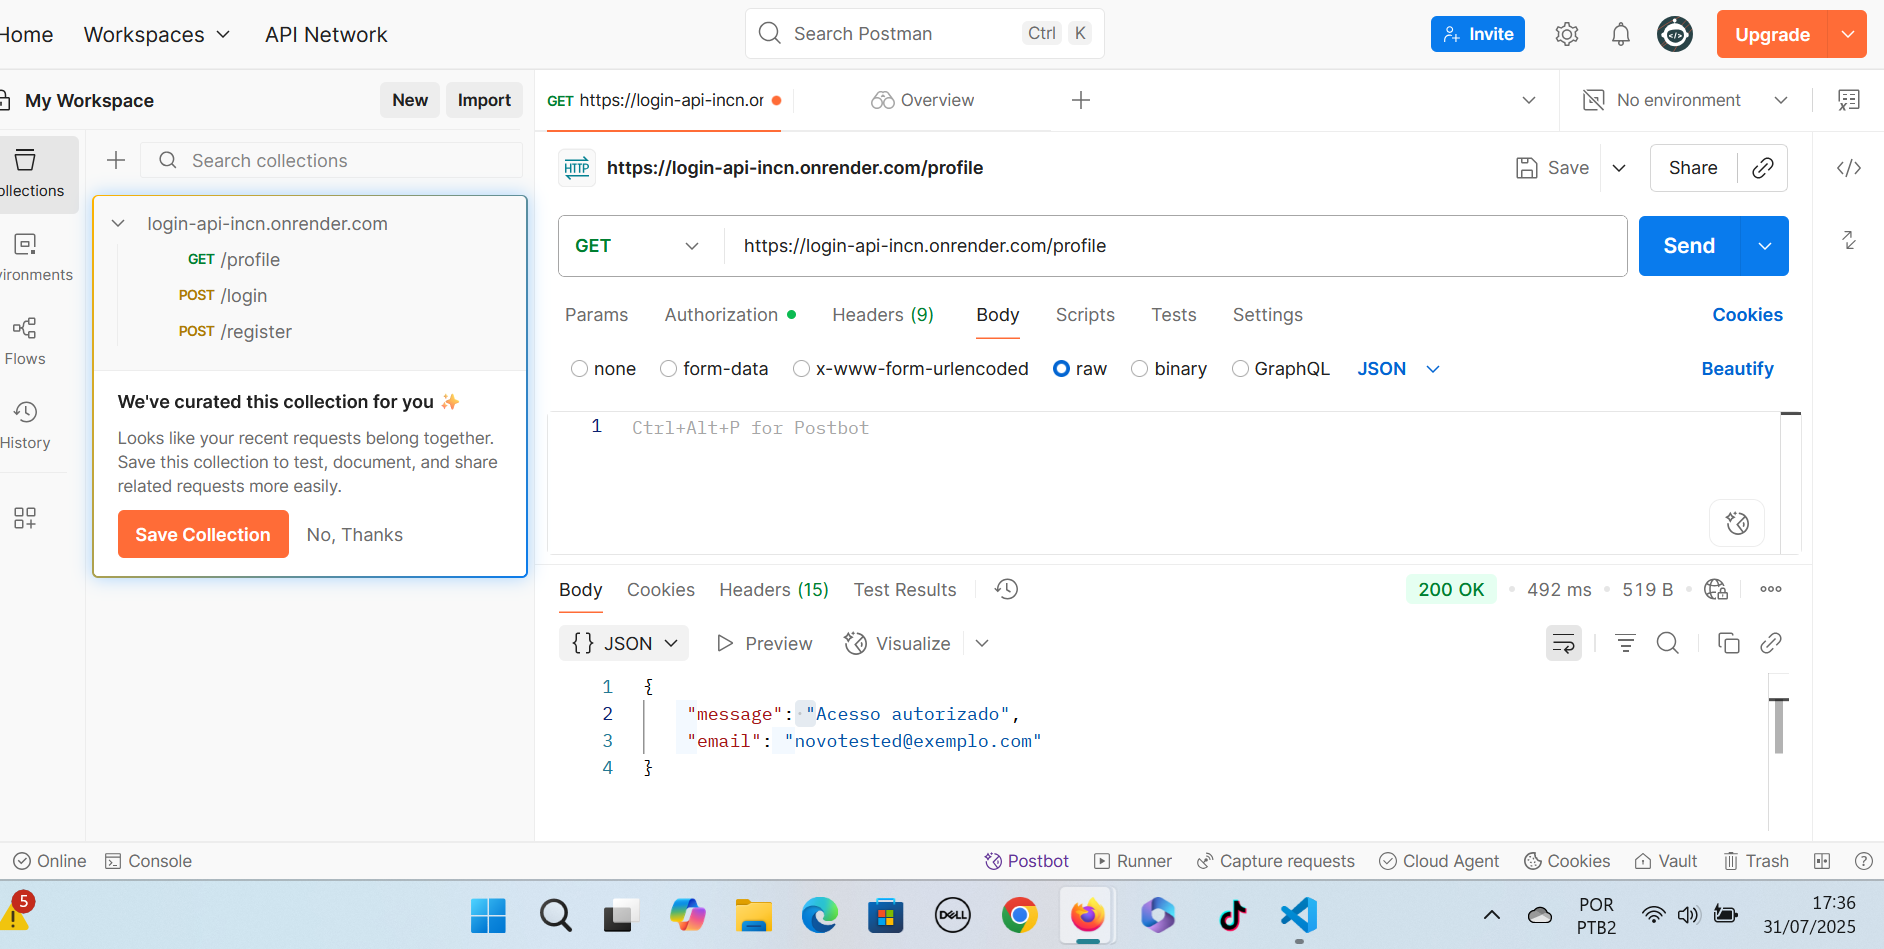 Home Workspaces API Network Search Postman Ctrl K Invite Upgrade
My Workspace New Import GET https://login-api-incn.or Overview No environment
Search collections
ollections
https://login-api-incn.onrender.com/profile Save Share
login-api-incn.onrender.com
GET /profile
POST /login
POST /register
vironments
Flows
History
GET https://login-api-incn.onrender.com/profile Send
Params Authorization Headers (9) Body Scripts Tests Settings Cookies
none form-data x-www-form-urlencoded raw binary GraphQL JSON Beautify
We've curated this collection for you
Looks like your recent requests belong together.
Save this collection to test, document, and share
related requests more easily.
Save Collection No, Thanks
1 Ctrl+Alt+P for Postbot
Body Cookies Headers (15) Test Results 200 OK 492 ms 519 B
{} JSON Preview Visualize
1 {
2 "message": "Acesso autorizado",
3 "email": "novotested@exemplo.com"
4 }
Online Console Postbot Runner Capture requests Cloud Agent Cookies Vault Trash
5
DELL
POR
PTB2
17:36
31/07/2025